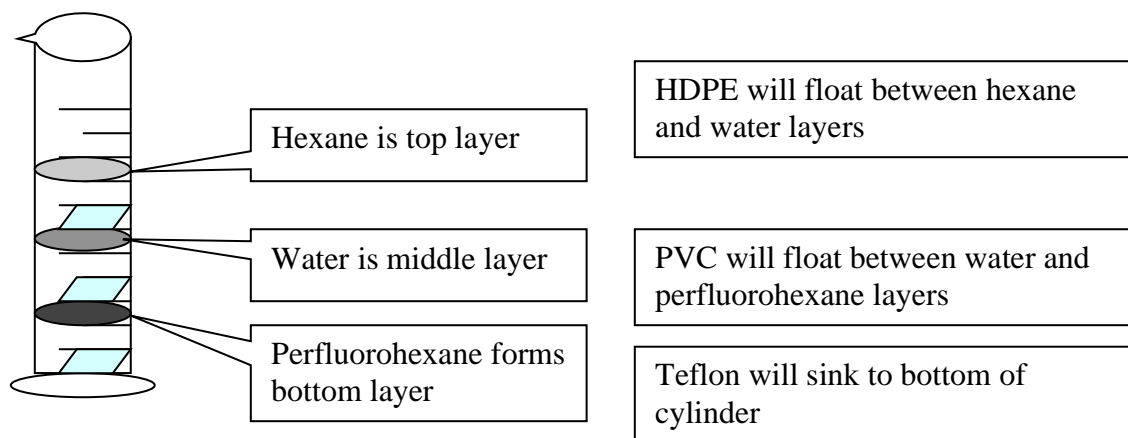 Hexane is top layer
HDPE will float between hexane
and water layers
Water is middle layer
PVC will float between water and
perfluorohexane layers
Perfluorohexane forms
bottom layer
Teflon will sink to bottom of
cylinder